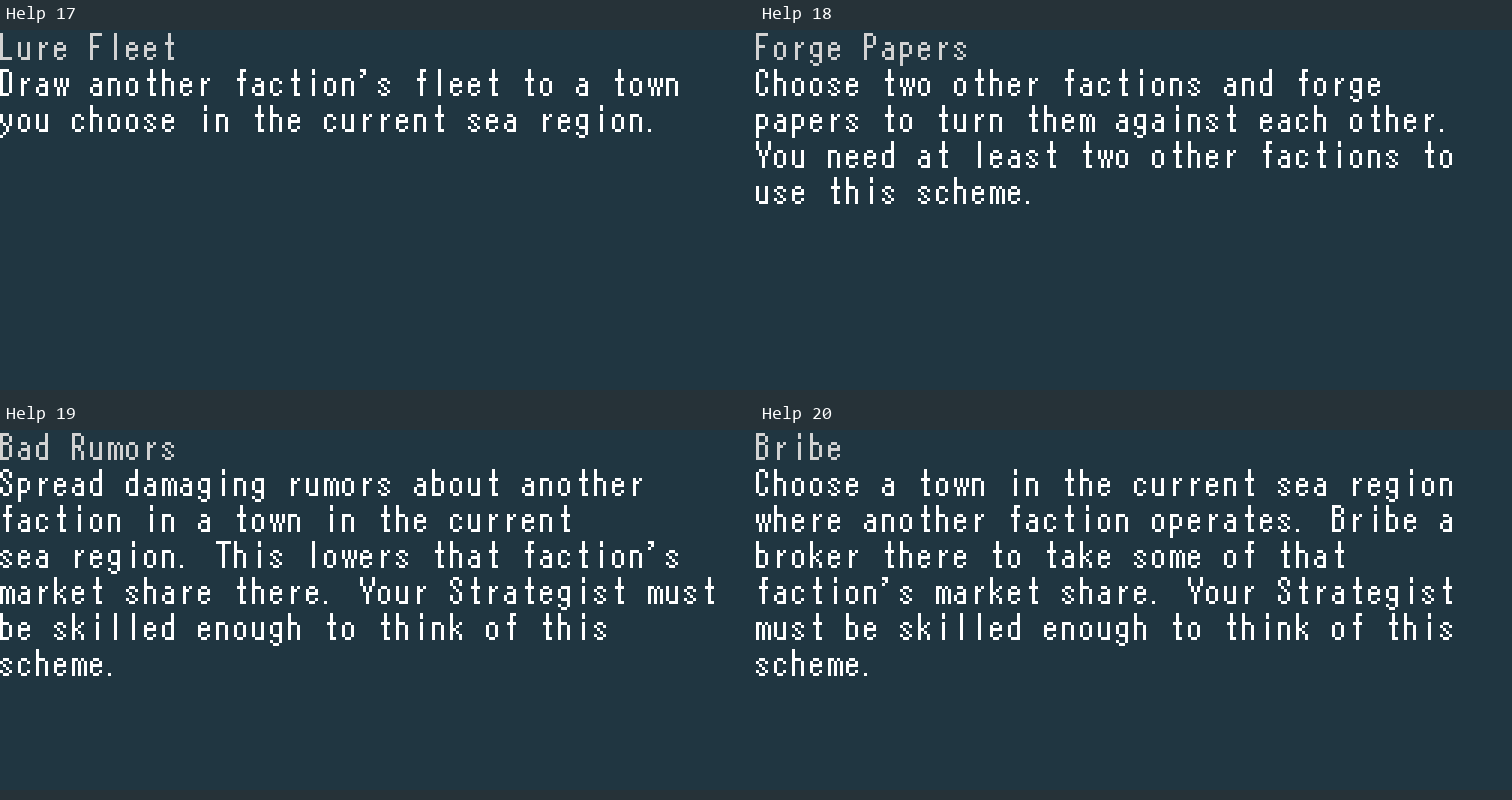 Help 17
Lure Fleet
Draw another faction's fleet to a town
you choose in the current sea region.
Help 18
Forge Papers
Choose two other factions and forge
papers to turn them against each other.
You need at least two other factions to
use this scheme.
Help 19
Bad Rumors
Spread damaging rumors about another
faction in a town in the current
sea region. This lowers that faction's
market share there. Your Strategist must
be skilled enough to think of this
scheme.
Help 20
Bribe
Choose a town in the current sea region
where another faction operates. Bribe a
broker there to take some of that
faction's market share. Your Strategist
must be skilled enough to think of this
scheme.